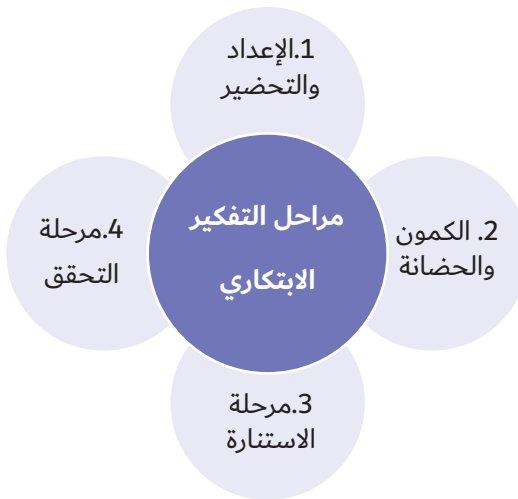 1.الإعداد
والتحضير
مراحل التفكير
الابتكاري
2. الكمون
والحضانة
3.مرحلة
الاستنارة
4.مرحلة
التحقق